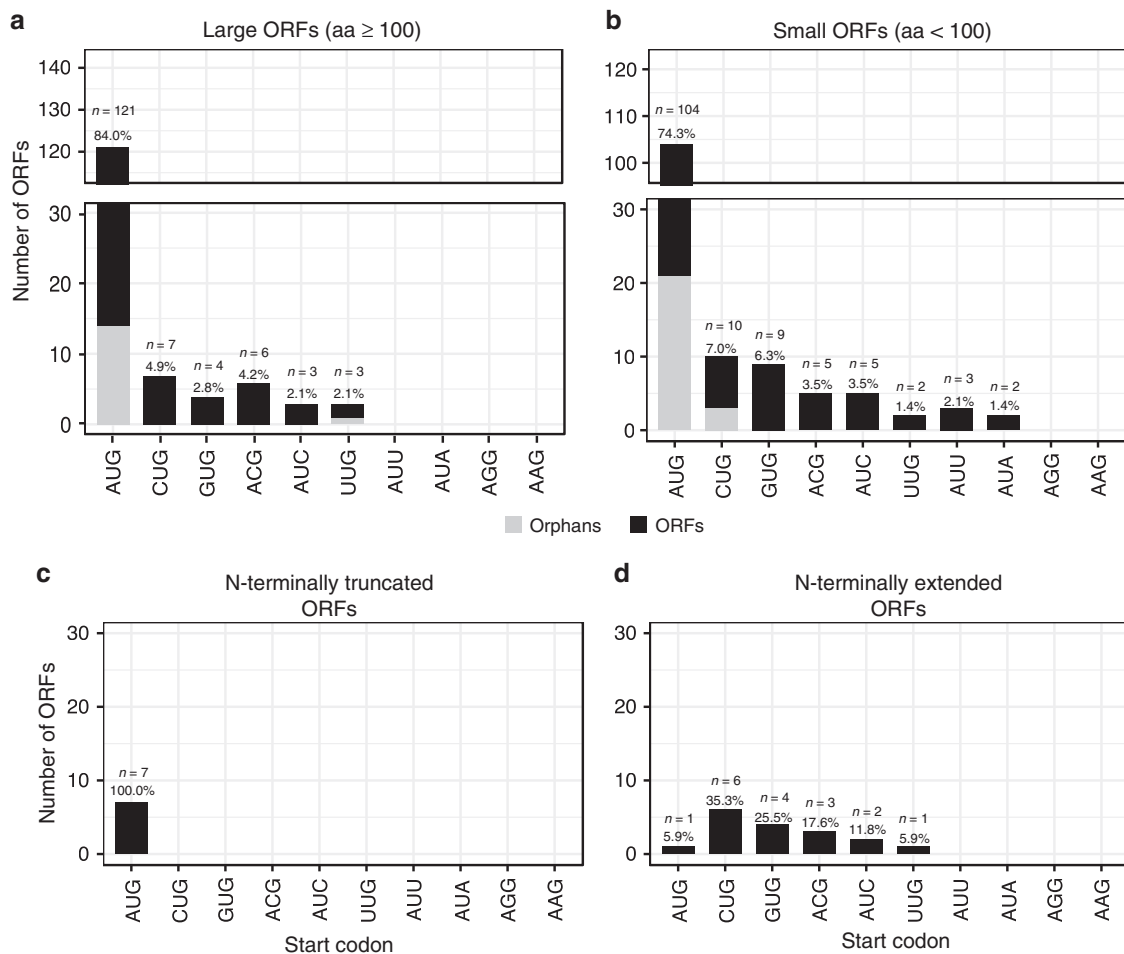 a
Large ORFs (aa ≥ 100)
Number of ORFs
140
130
120
30
20
10
0
n = 121
84.0%
n = 7
4.9%
n = 4
2.8%
n = 6
4.2%
n = 3
2.1%
n = 3
2.1%
AUG
CUG
GUG
ACG
AUC
UUG
AUU
AUA
AGG
AAG
b
Small ORFs (aa < 100)
120
110
100
30
20
10
0
n = 104
74.3%
n = 10
7.0%
n = 9
6.3%
n = 5
3.5%
n = 5
3.5%
n = 2
1.4%
n = 3
2.1%
n = 2
1.4%
AUG
CUG
GUG
ACG
AUC
UUG
AUU
AUA
AGG
AAG
Orphans
ORFs
c
N-terminally truncated
ORFs
Number of ORFs
30
20
10
0
n = 7
100.0%
AUG
CUG
GUG
ACG
AUC
UUG
AUU
AUA
AGG
AAG
Start codon
d
N-terminally extended
ORFs
30
20
10
0
n = 1
5.9%
n = 6
35.3%
n = 4
25.5%
n = 3
17.6%
n = 2
11.8%
n = 1
5.9%
AUG
CUG
GUG
ACG
AUC
UUG
AUU
AUA
AGG
AAG
Start codon